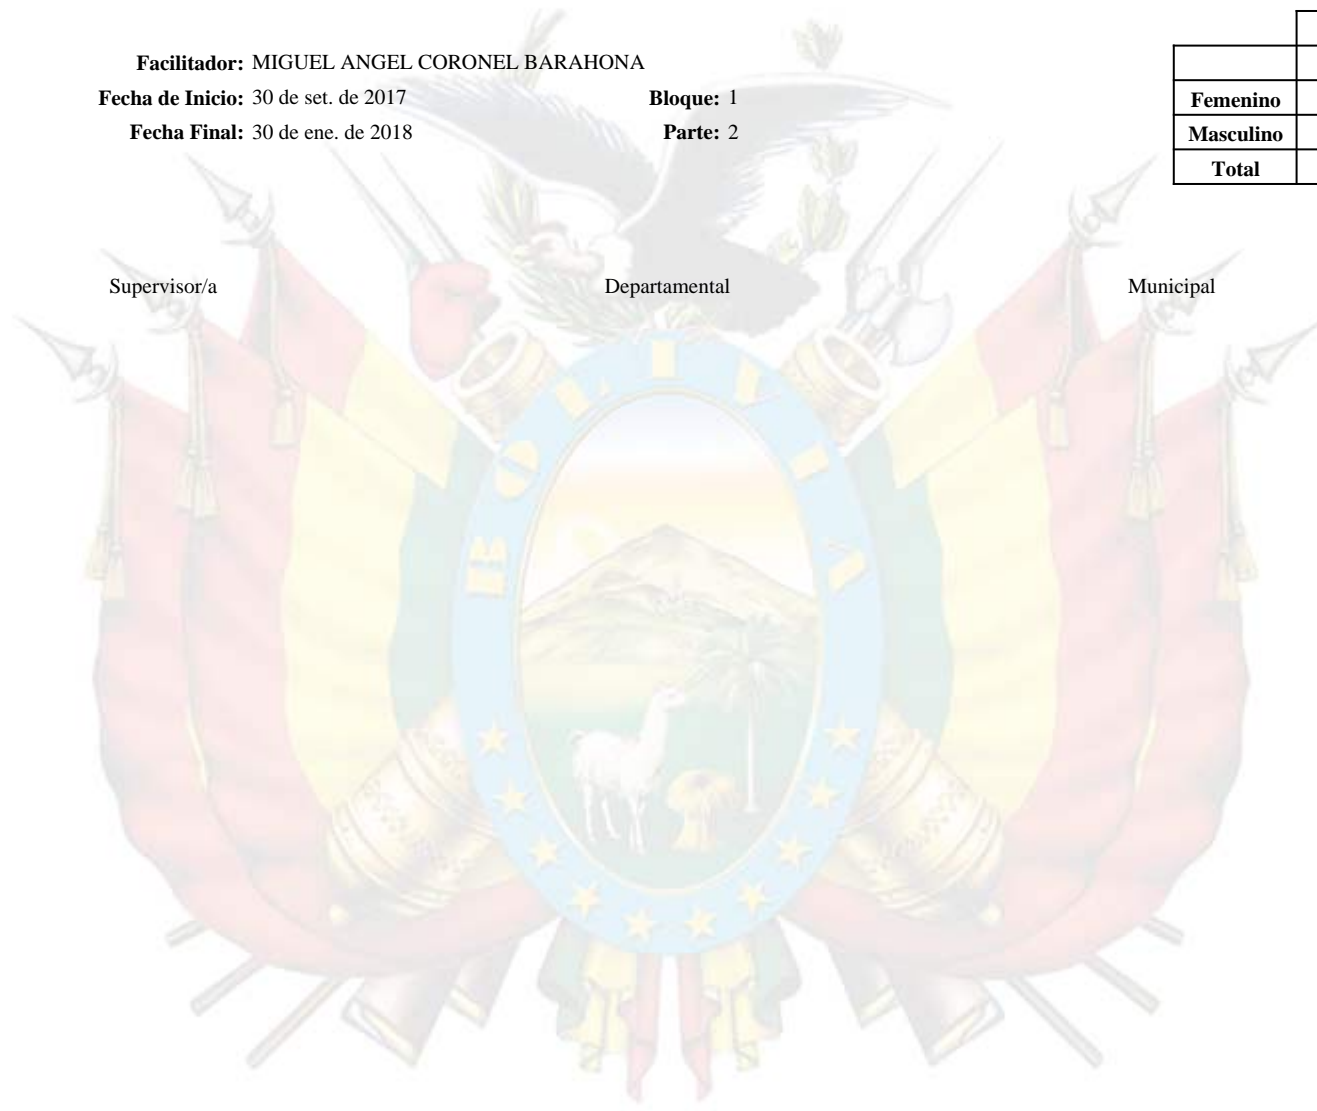 Facilitador: MIGUEL ANGEL CORONEL BARAHONA
Fecha de Inicio: 30 de set. de 2017 Bloque: 1
Fecha Final: 30 de ene. de 2018 Parte: 2
Femenino
Masculino
Total
Supervisor/a Departamental Municipal
BOLIVIA